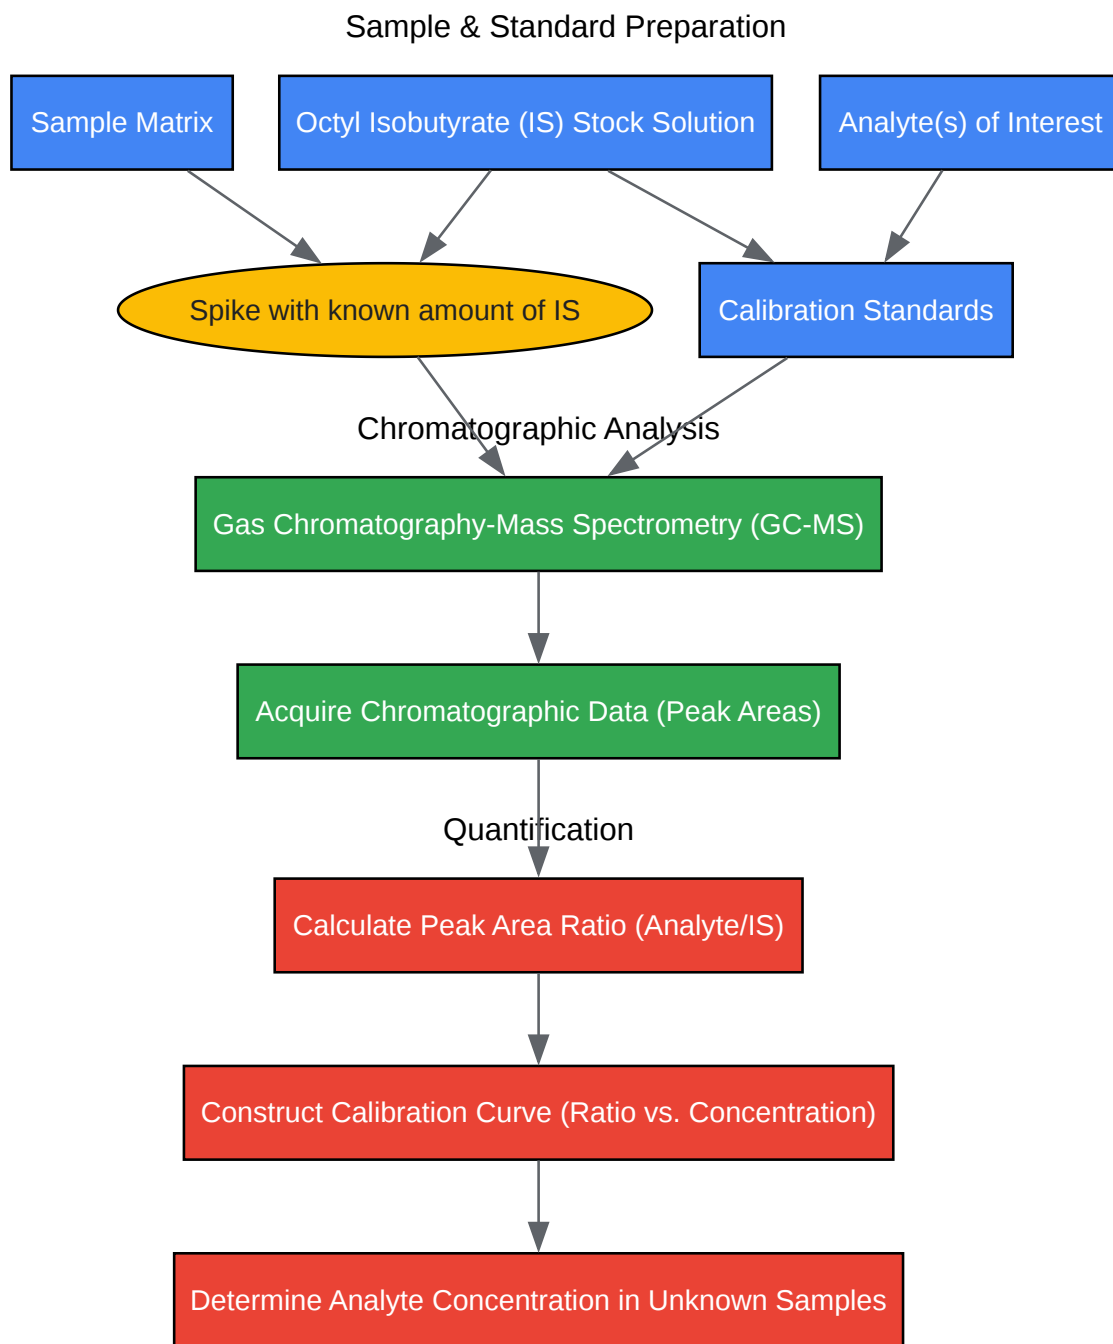 Sample & Standard Preparation
Sample Matrix
Octyl Isobutyrate (IS) Stock Solution
Analyte(s) of Interest
Spike with known amount of IS
Calibration Standards
Chromatographic Analysis
Gas Chromatography-Mass Spectrometry (GC-MS)
Acquire Chromatographic Data (Peak Areas)
Quantification
Calculate Peak Area Ratio (Analyte/IS)
Construct Calibration Curve (Ratio vs. Concentration)
Determine Analyte Concentration in Unknown Samples